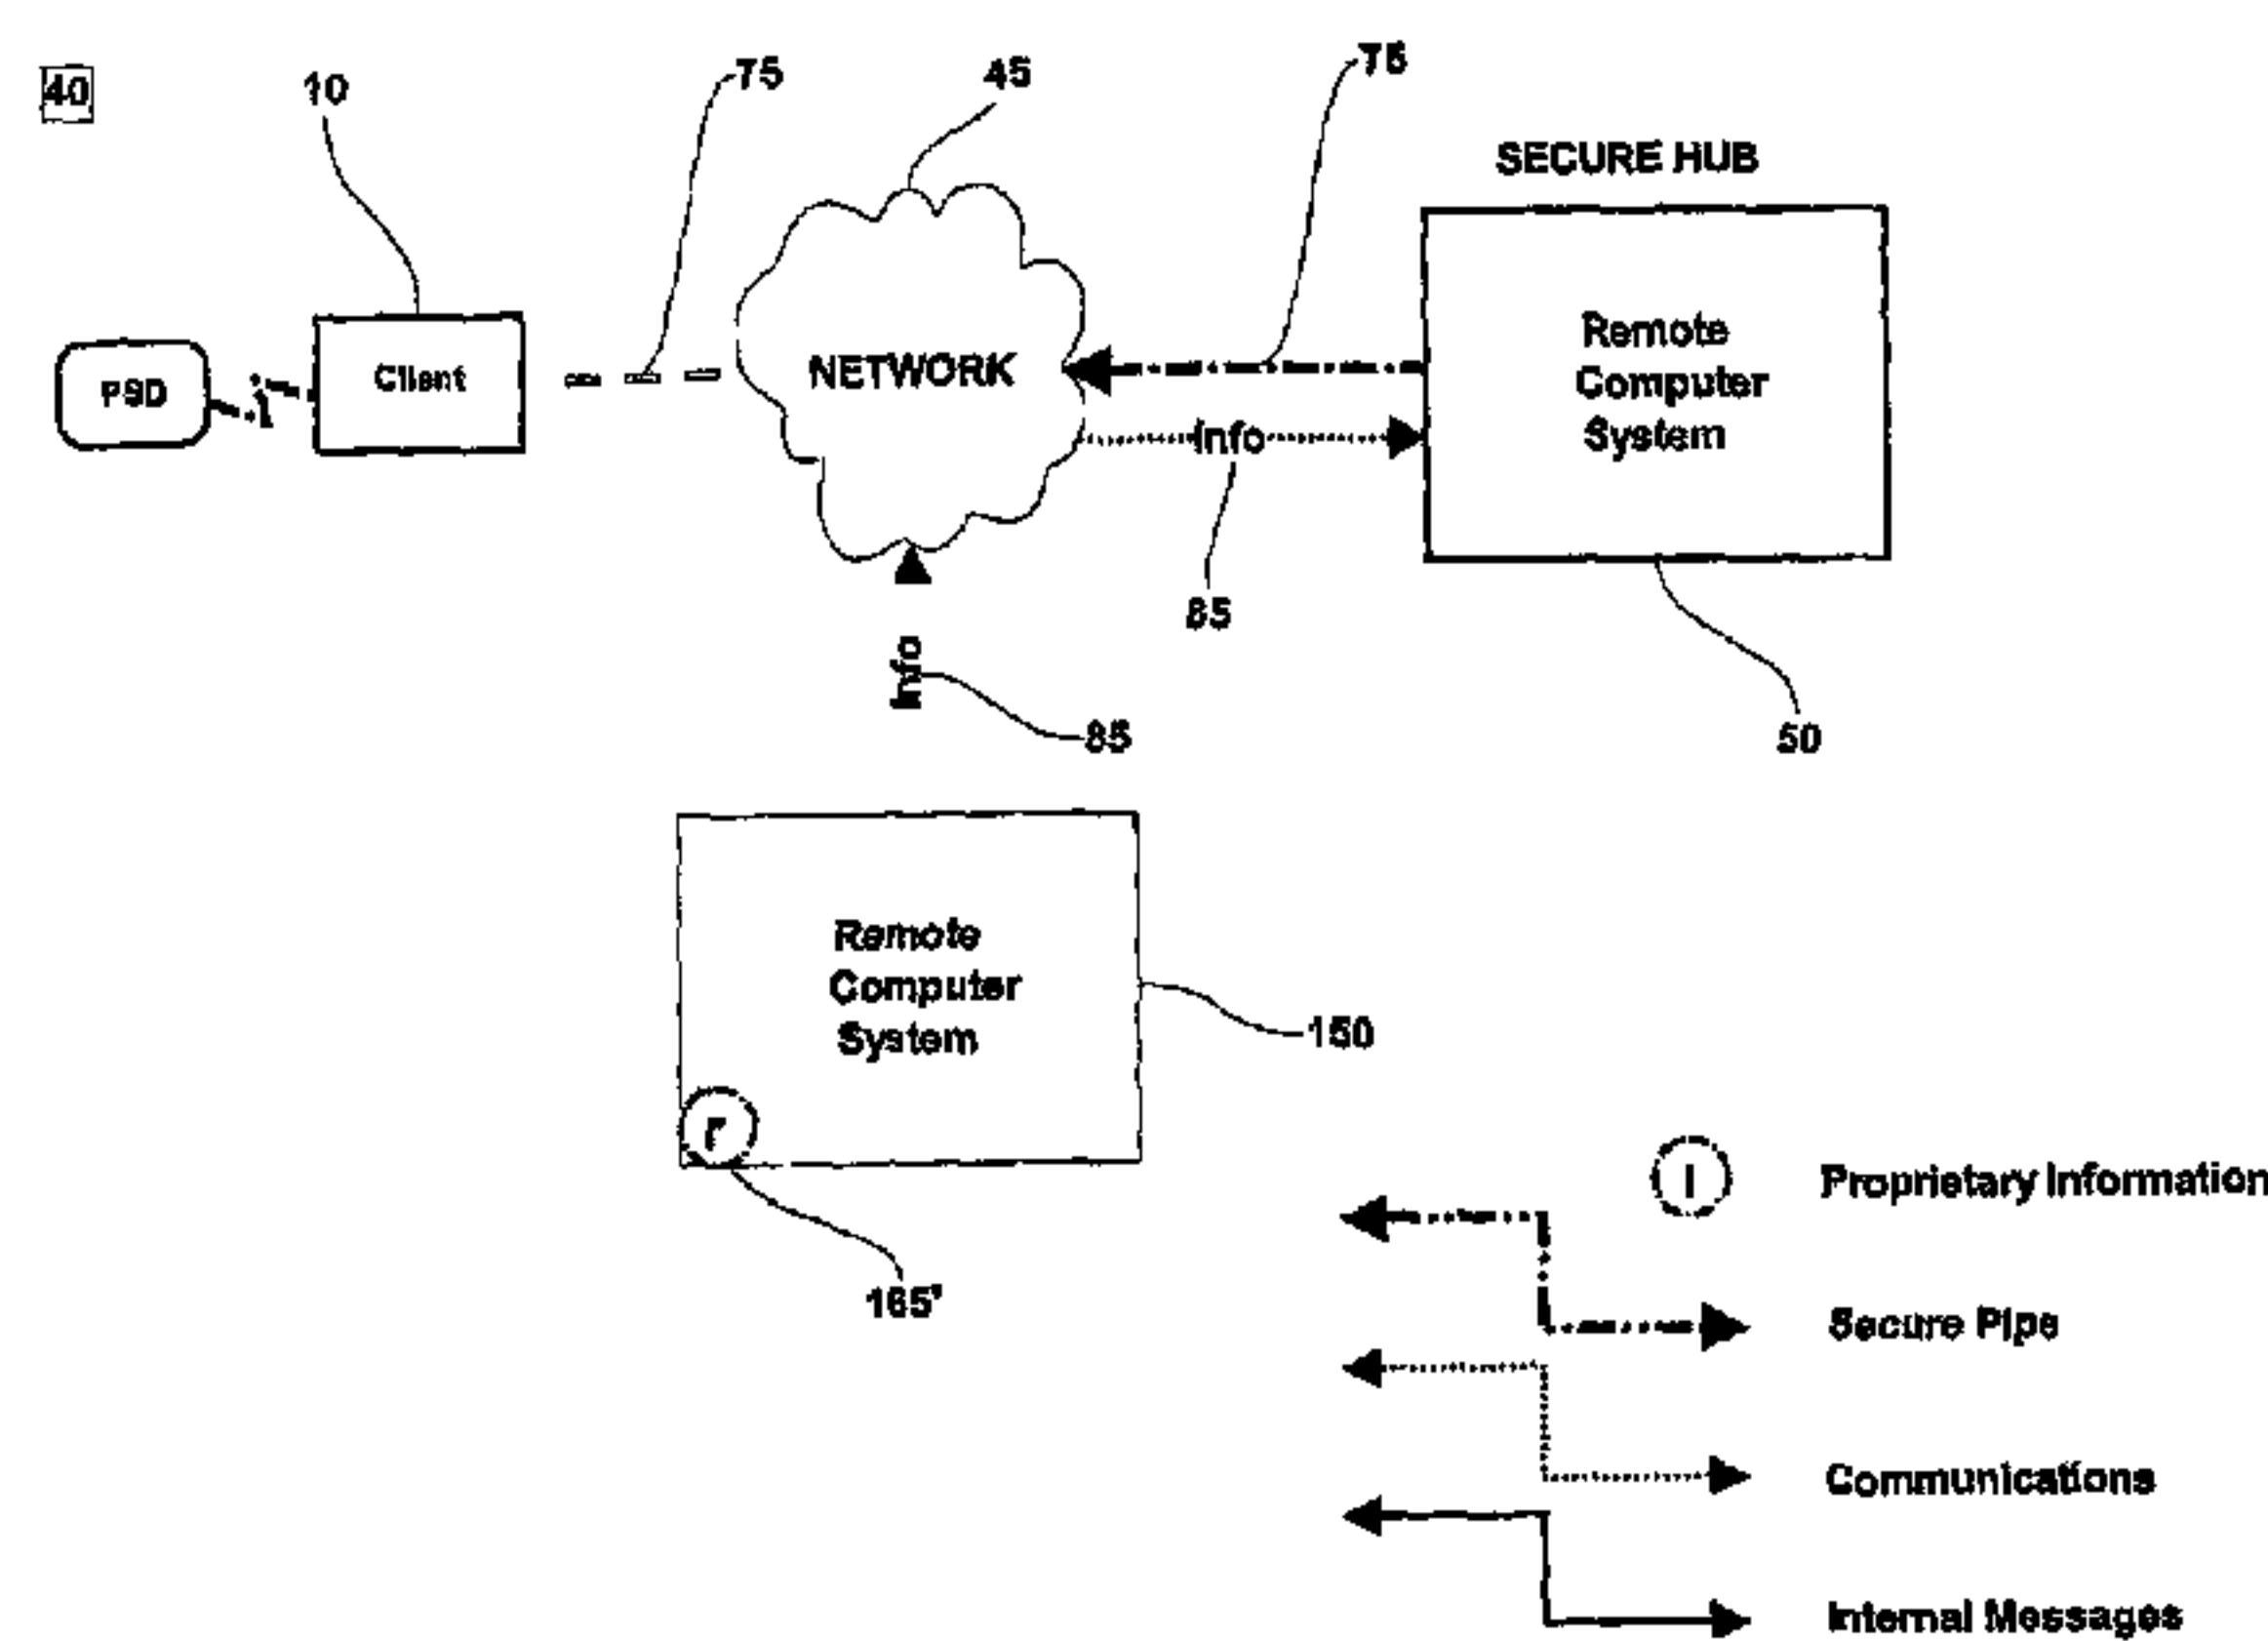 40
10
75
45
75
SECURE HUB
PSD
Client
NETWORK
Info
Remote
Computer
System
85
Info
85
50
Remote
Computer
System
150
I'
165'
I
Proprietary Information
Secure Pipe
Communications
Internal Messages